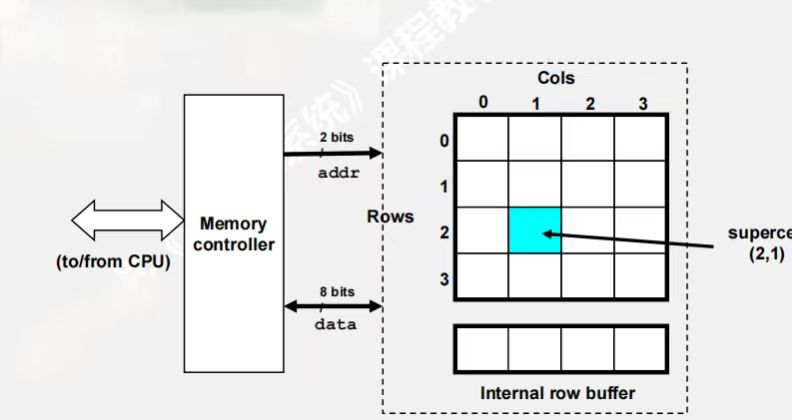 系统》课程教
Cols
0 1 2 3
2 bits
addr
0
1
Rows
2
3
Memory
controller
(to/from CPU)
superce
(2,1)
8 bits
data
Internal row buffer